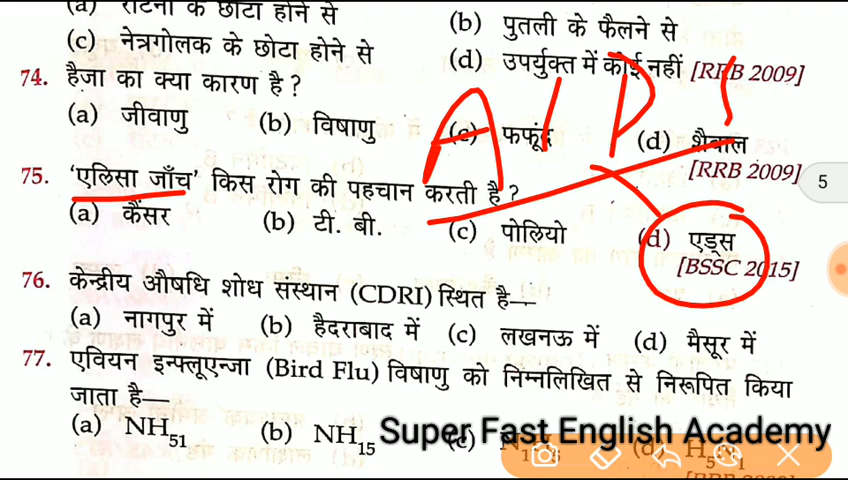 (a) रेटिना के छोटा होने से (b) पुतली के फैलने से
(c) नेत्रगोलक के छोटा होने से (d) उपर्युक्त में कोई नहीं [RRB 2009]
74. हैजा का क्या कारण है ?
(a) जीवाणु (b) विषाणु (c) फफूंद (d) शैवाल
[RRB 2009]
75. 'एलिसा जाँच' किस रोग की पहचान करती है ?
(a) कैंसर (b) टी. बी. (c) पोलियो (d) एड्स
[BSSC 2015]
76. केन्द्रीय औषधि शोध संस्थान (CDRI) स्थित है—
(a) नागपुर में (b) हैदराबाद में (c) लखनऊ में (d) मैसूर में
77. एवियन इन्फ्लूएन्जा (Bird Flu) विषाणु को निम्नलिखित से निरूपित किया
जाता है—
(a) NH51 (b) NH15 (c) (d) H5N1
AIDS
5
Super Fast English Academy